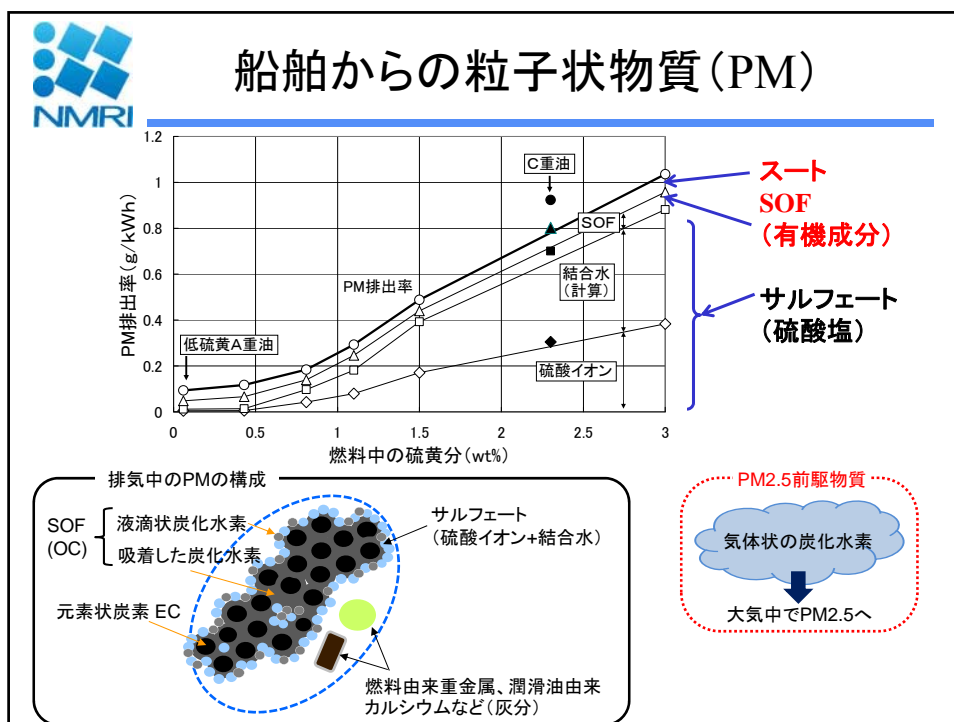 NMRI
船舶からの粒子状物質(PM)
1.2
1
0.8
0.6
0.4
0.2
0
PM排出率(g/kWh)
0
0.5
1
1.5
2
2.5
3
燃料中の硫黄分(wt%)
C重油
SOF
PM排出率
結合水
(計算)
低硫黄A重油
硫酸イオン
スート
SOF
(有機成分)
サルフェート
(硫酸塩)
排気中のPMの構成
SOF
(OC)
液滴状炭化水素
吸着した炭化水素
元素状炭素 EC
サルフェート
(硫酸イオン+結合水)
燃料由来重金属、潤滑油由来
カルシウムなど(灰分)
PM2.5前駆物質
気体状の炭化水素
大気中でPM2.5へ